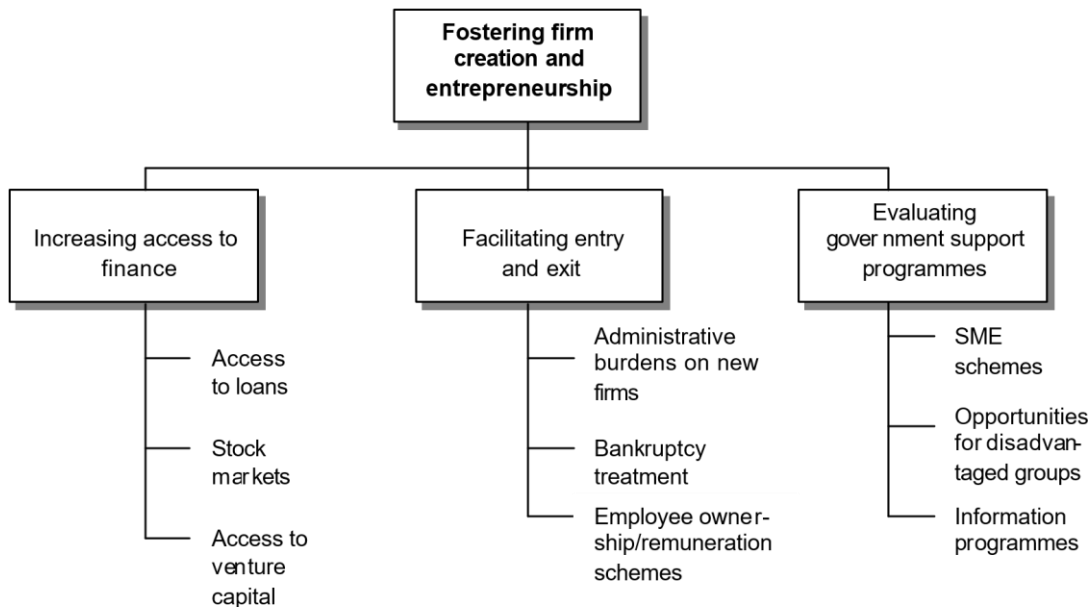 Fostering firm
creation and
entrepreneurship
Increasing access to
finance
Access
to loans
Stock
markets
Access to
venture
capital
Facilitating entry
and exit
Administrative
burdens on new
firms
Bankruptcy
treatment
Employee owner-
ship/remuneration
schemes
Evaluating
government support
programmes
SME
schemes
Opportunities
for disadvan-
taged groups
Information
programmes